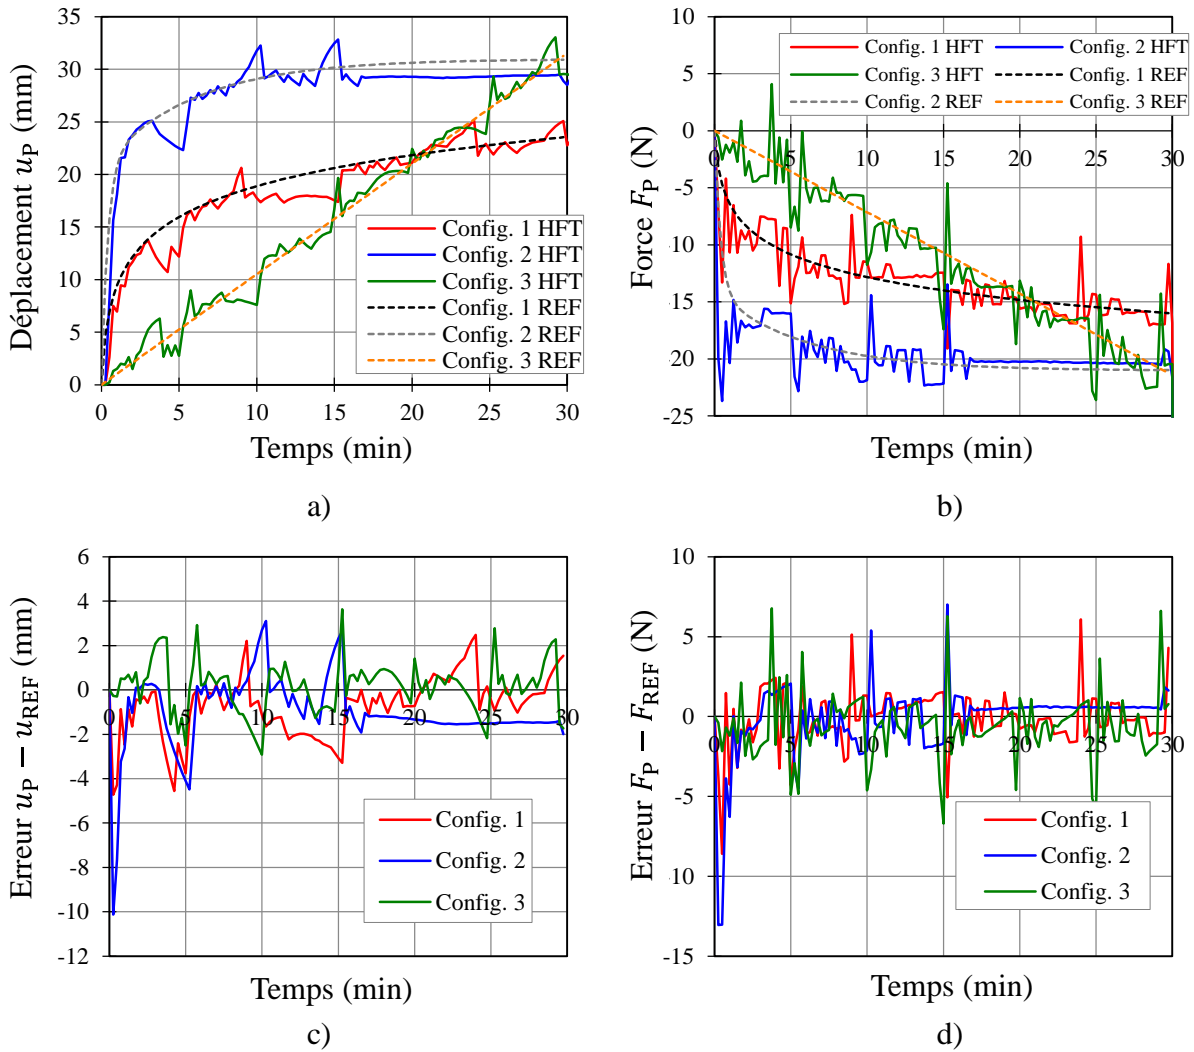 35
30
25
20
15
10
5
0
0 5 10 15 20 25 30
Déplacement uP (mm)
Temps (min)
Config. 1 HFT
Config. 2 HFT
Config. 3 HFT
Config. 1 REF
Config. 2 REF
Config. 3 REF
a)
10
5
0
-5
-10
-15
-20
-25
0 5 10 15 20 25 30
Force FP (N)
Temps (min)
Config. 1 HFT Config. 2 HFT
Config. 3 HFT Config. 1 REF
Config. 2 REF Config. 3 REF
b)
6
4
2
0
-2
-4
-6
-8
-10
-12
0 5 10 15 20 25 30
Erreur uP − uREF (mm)
Temps (min)
Config. 1
Config. 2
Config. 3
c)
10
5
0
-5
-10
-15
0 5 10 15 20 25 30
Erreur FP − FREF (N)
Temps (min)
Config. 1
Config. 2
Config. 3
d)